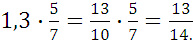 1,3 · 5/7 = 13/10 · 5/7 = 13/14.